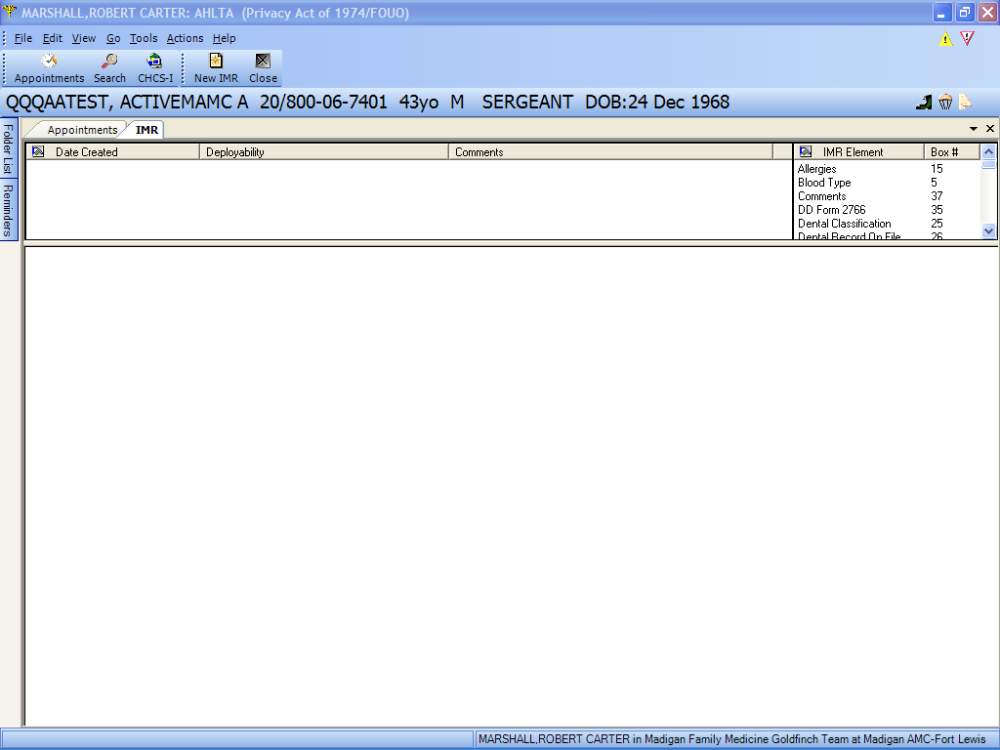 MARSHALL,ROBERT CARTER: AHLTA (Privacy Act of 1974/FOUO)
File Edit View Go Tools Actions Help
Appointments Search CHCS-I New IMR Close
QQQAATEST, ACTIVEMAMC A 20/800-06-7401 43yo M SERGEANT DOB:24 Dec 1968
Folder List
Reminders
Appointments IMR
Date Created Deployability Comments IMR Element Box #
Allergies 15
Blood Type 5
Comments 37
DD Form 2766 35
Dental Classification 25
Dental Record On File 26
MARSHALL,ROBERT CARTER in Madigan Family Medicine Goldfinch Team at Madigan AMC-Fort Lewis